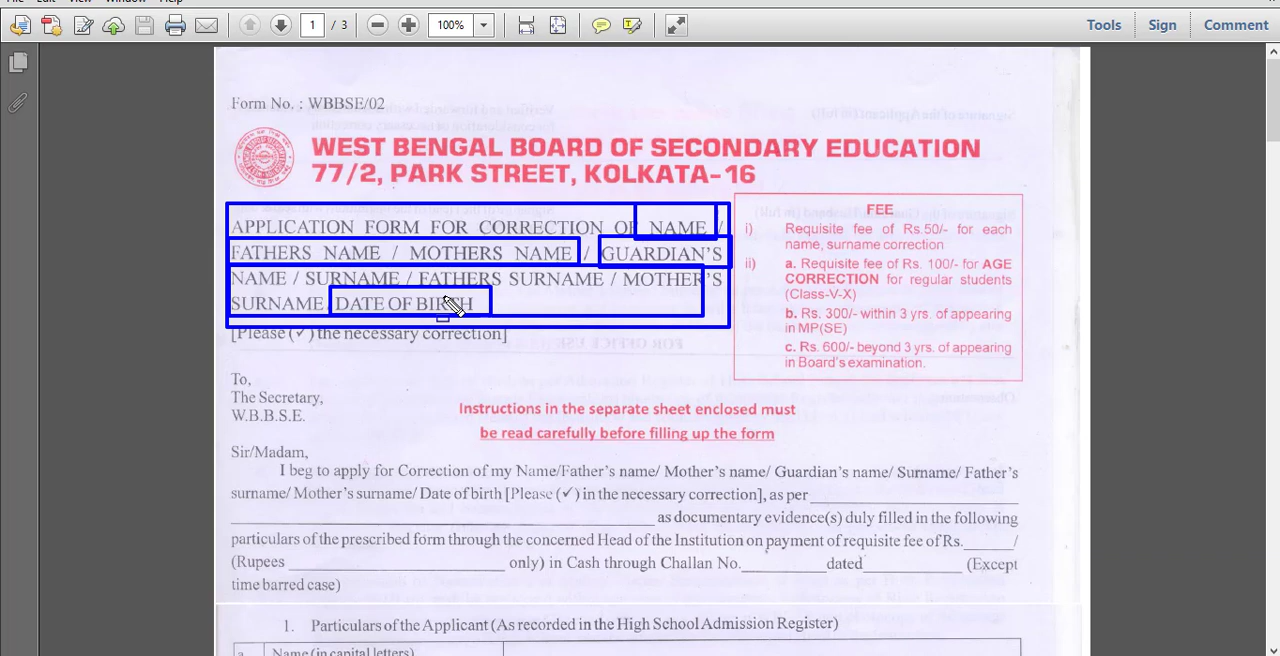 File Edit View Window Help
1 / 3
100%
Tools
Sign
Comment
Form No. : WBBSE/02
WEST BENGAL BOARD OF SECONDARY EDUCATION
77/2, PARK STREET, KOLKATA-16
APPLICATION FORM FOR CORRECTION OF NAME /
FATHERS NAME / MOTHERS NAME / GUARDIAN'S
NAME / SURNAME / FATHERS SURNAME / MOTHER'S
SURNAME DATE OF BIRTH
[Please (✓) the necessary correction]
FEE
i) Requisite fee of Rs.50/- for each
name, surname correction
ii) a. Requisite fee of Rs. 100/- for AGE
CORRECTION for regular students
(Class-V-X)
b. Rs. 300/- within 3 yrs. of appearing
in MP(SE)
c. Rs. 600/- beyond 3 yrs. of appearing
in Board's examination.
To,
The Secretary,
W.B.B.S.E.
Instructions in the separate sheet enclosed must
be read carefully before filling up the form
Sir/Madam,
I beg to apply for Correction of my Name/Father's name/ Mother's name/ Guardian's name/ Surname/ Father's
surname/ Mother's surname/ Date of birth [Please (✓) in the necessary correction], as per
as documentary evidence(s) duly filled in the following
particulars of the prescribed form through the concerned Head of the Institution on payment of requisite fee of Rs.______/
(Rupees ______ only) in Cash through Challan No.______dated______ (Except
time barred case)
1. Particulars of the Applicant (As recorded in the High School Admission Register)
a. Name (in capital letters)